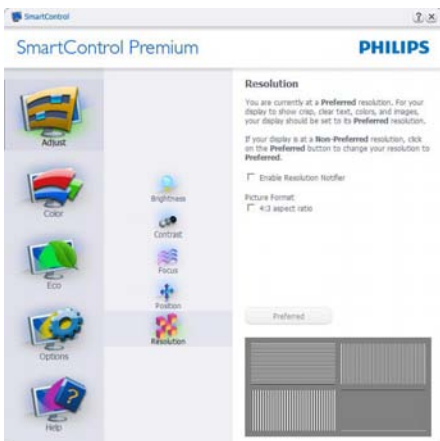 SmartControl
SmartControl Premium
PHILIPS
Adjust
Color
Eco
Options
Help
Brightness
Contrast
Focus
Position
Resolution
Resolution
You are currently at a Preferred resolution. For your
display to show crisp, clear text, colors, and images,
your display should be set to its Preferred resolution.
If your display is at a Non-Preferred resolution, click
on the Preferred button to change your resolution to
Preferred.
Enable Resolution Notifier
Picture Format
4:3 aspect ratio
Preferred